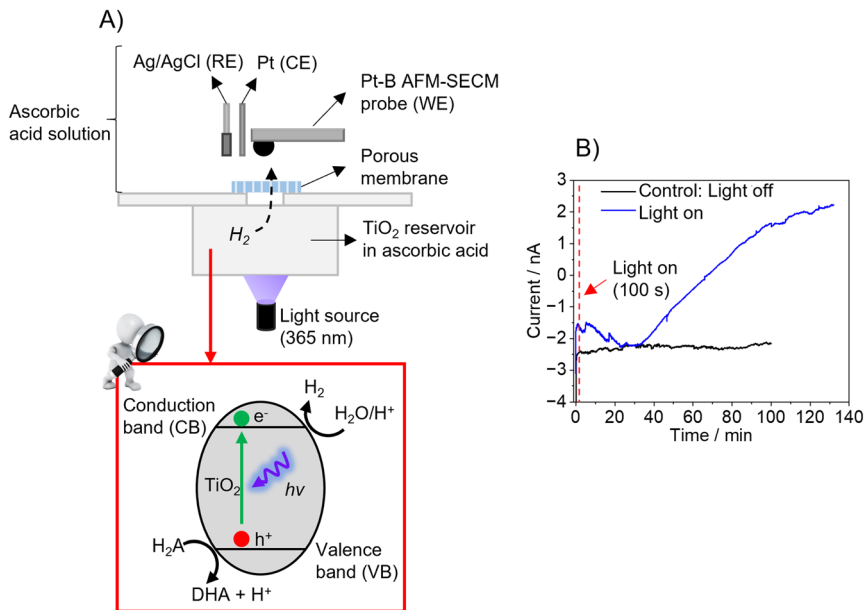 A)
Ag/AgCl (RE)
Pt (CE)
Pt-B AFM-SECM
probe (WE)
Ascorbic
acid solution
Porous
membrane
H₂
TiO₂ reservoir
in ascorbic acid
Light source
(365 nm)
Conduction
band (CB)
e⁻
H₂
H₂O/H⁺
TiO₂
hv
H₂A
h⁺
Valence
band (VB)
DHA + H⁺
B)
Control: Light off
Light on
Light on
(100 s)
Current / nA
3
2
1
0
−1
−2
−3
−4
0 20 40 60 80 100 120 140
Time / min